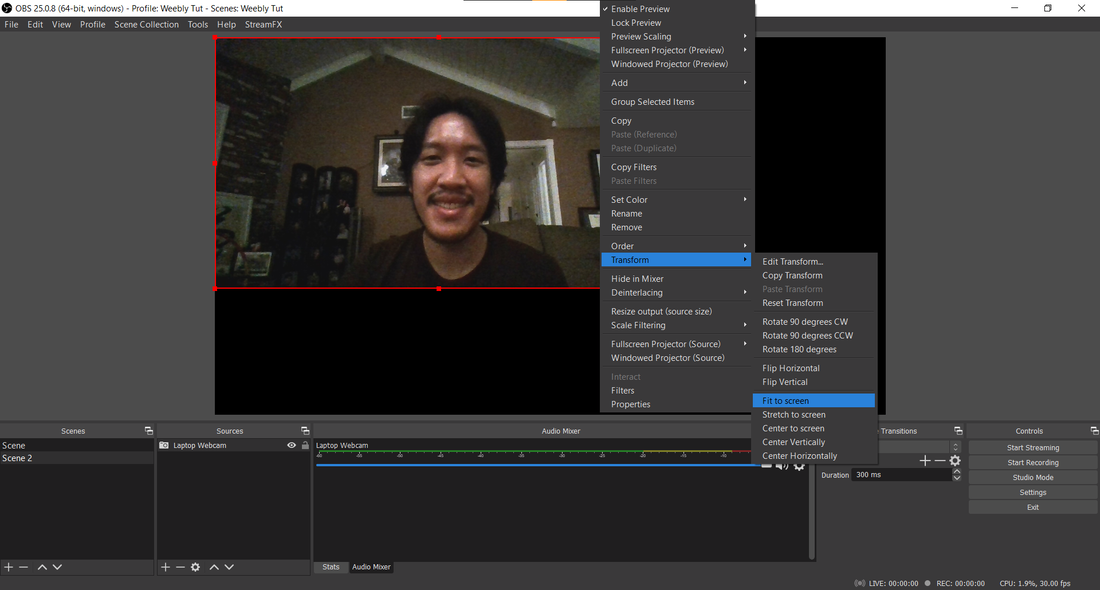 OBS 25.0.8 (64-bit, windows) - Profile: Weebly Tut - Scenes: Weebly Tut
File Edit View Profile Scene Collection Tools Help StreamFX
Enable Preview
Lock Preview
Preview Scaling
Fullscreen Projector (Preview)
Windowed Projector (Preview)
Add
Group Selected Items
Copy
Paste (Reference)
Paste (Duplicate)
Copy Filters
Paste Filters
Set Color
Rename
Remove
Order
Transform
Hide in Mixer
Deinterlacing
Resize output (source size)
Scale Filtering
Fullscreen Projector (Source)
Windowed Projector (Source)
Interact
Filters
Properties
Edit Transform...
Copy Transform
Paste Transform
Reset Transform
Rotate 90 degrees CW
Rotate 90 degrees CCW
Rotate 180 degrees
Flip Horizontal
Flip Vertical
Fit to screen
Stretch to screen
Center to screen
Center Vertically
Center Horizontally
Scenes
Scene
Scene 2
Sources
Laptop Webcam
Audio Mixer
Laptop Webcam
Stats Audio Mixer
Transitions
Duration 300 ms
Controls
Start Streaming
Start Recording
Studio Mode
Settings
Exit
LIVE: 00:00:00 REC: 00:00:00 CPU: 1.9%, 30.00 fps